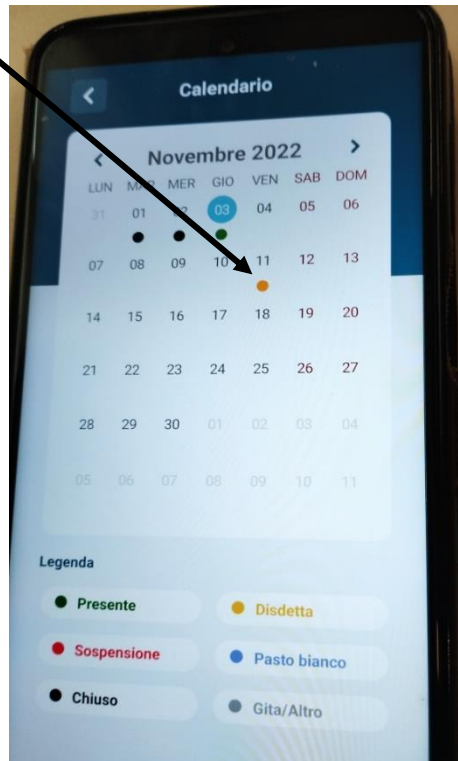 Calendario
Novembre 2022
LUN MAR MER GIO VEN SAB DOM
31 01 02 03 04 05 06
07 08 09 10 11 12 13
14 15 16 17 18 19 20
21 22 23 24 25 26 27
28 29 30 01 02 03 04
05 06 07 08 09 10 11
Legenda
Presente Disdetta
Sospensione Pasto bianco
Chiuso Gita/Altro